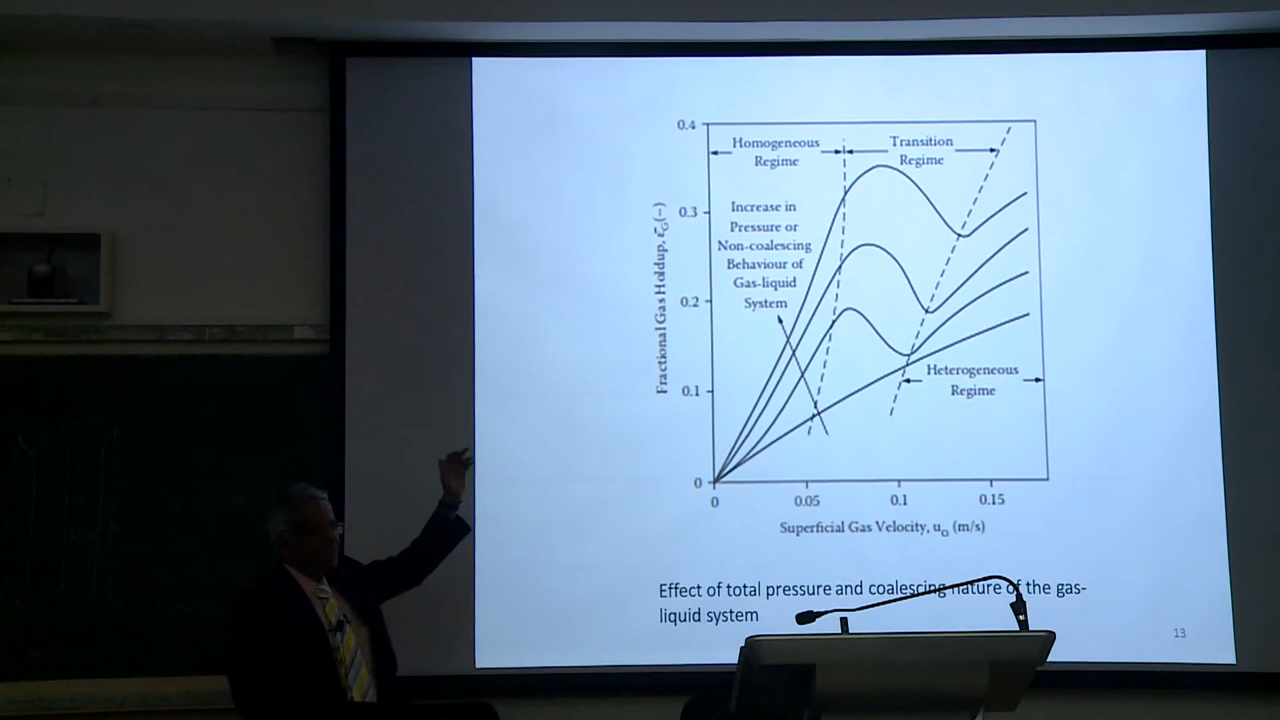 0.4
Homogeneous
Regime
Transition
Regime
0.3
Increase in
Pressure or
Non-coalescing
Behaviour of
Gas-liquid
System
0.2
0.1
Heterogeneous
Regime
0
0
0.05
0.1
0.15
Fractional Gas Holdup, ε̄G(−)
Superficial Gas Velocity, uG (m/s)
Effect of total pressure and coalescing nature of the gas-
liquid system
13